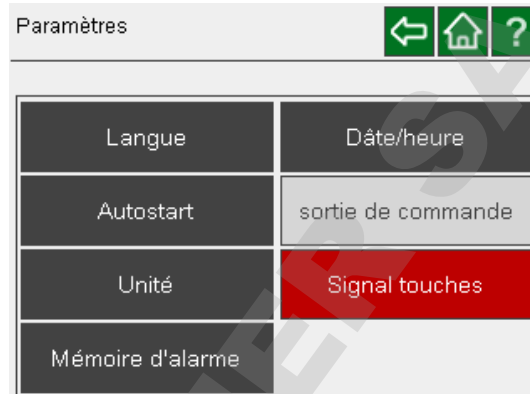 Paramètres
?
Langue
Dâte/heure
Autostart
sortie de commande
Unité
Signal touches
Mémoire d'alarme